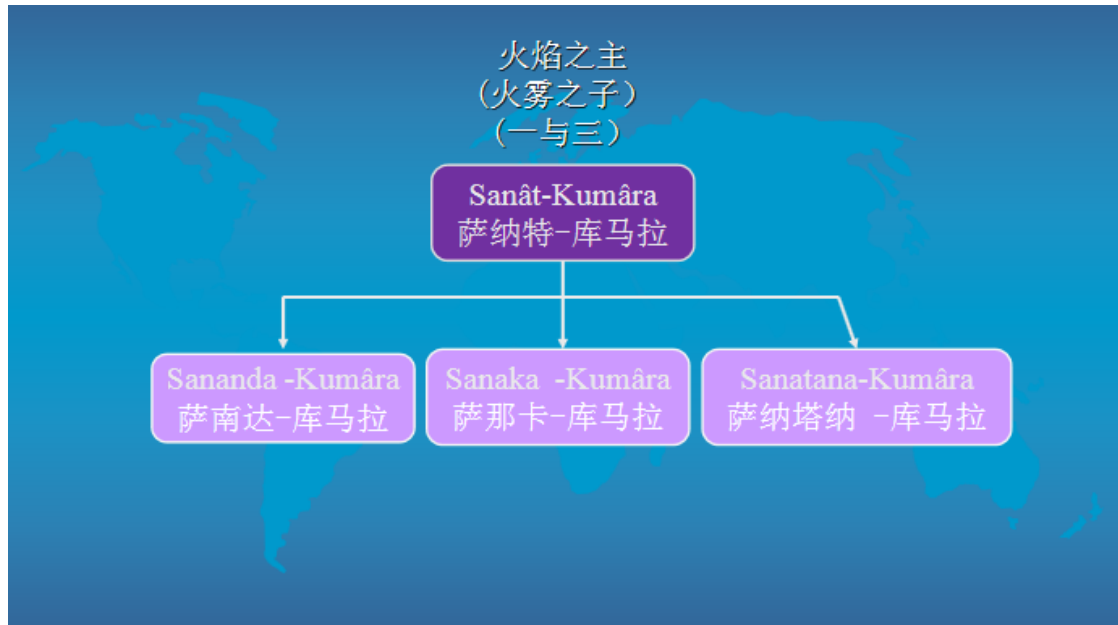 火焰之主
(火雾之子）
(一与三）
Sanât-Kumâra
萨纳特-库马拉
Sananda -Kumâra
萨南达-库马拉
Sanaka -Kumâra
萨那卡-库马拉
Sanatana-Kumâra
萨纳塔纳 -库马拉